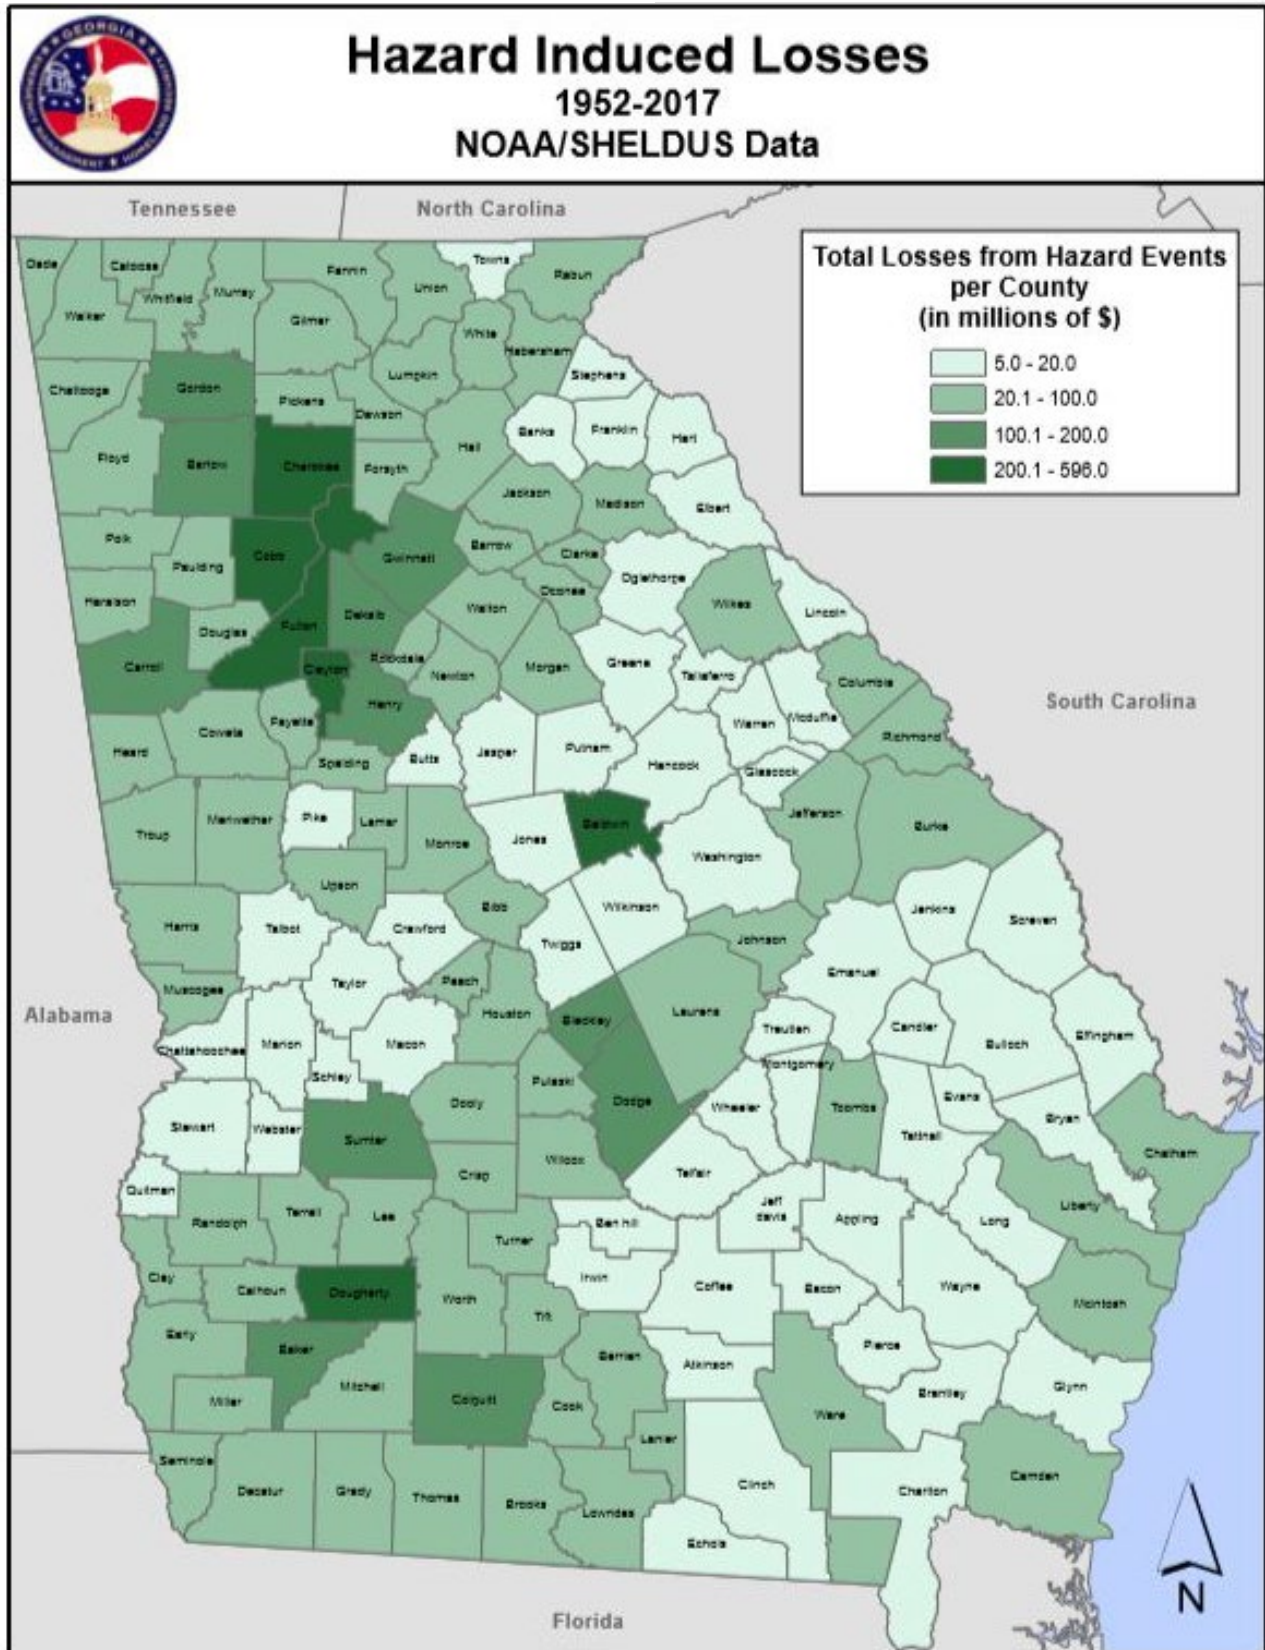 GEORGIA
Hazard Induced Losses
1952-2017
NOAA/SHELDUS Data
Tennessee
North Carolina
Total Losses from Hazard Events
per County
(in millions of $)
5.0 - 20.0
20.1 - 100.0
100.1 - 200.0
200.1 - 596.0
Dade
Catoosa
Whitfield
Murray
Fannin
Union
Towns
Rabun
Walker
Gilmer
White
Habersham
Lumpkin
Stephens
Chattooga
Gordon
Pickens
Dawson
Hall
Banks
Franklin
Hart
Floyd
Bartow
Cherokee
Forsyth
Jackson
Madison
Elbert
Polk
Paulding
Cobb
Gwinnett
Barrow
Clarke
Oconee
Oglethorpe
Wilkes
Lincoln
Haralson
Douglas
Fulton
Dekalb
Walton
Carroll
Clayton
Rockdale
Newton
Morgan
Greene
Taliaferro
Columbia
South Carolina
Heard
Coweta
Fayette
Henry
Spalding
Butts
Jasper
Putnam
Hancock
Warren
Mcduffie
Glascock
Richmond
Troup
Meriwether
Pike
Lamar
Monroe
Jones
Baldwin
Washington
Jefferson
Burke
Upson
Harris
Talbot
Crawford
Bibb
Twiggs
Wilkinson
Johnson
Jenkins
Screven
Alabama
Muscogee
Taylor
Peach
Houston
Bleckley
Laurens
Emanuel
Treutlen
Candler
Bulloch
Effingham
Chattahoochee
Marion
Schley
Macon
Pulaski
Dodge
Montgomery
Wheeler
Toombs
Evans
Tattnall
Bryan
Chatham
Stewart
Webster
Sumter
Dooly
Crisp
Wilcox
Telfair
Quitman
Randolph
Terrell
Lee
Turner
Ben hill
Jeff
davis
Appling
Long
Liberty
Clay
Calhoun
Dougherty
Worth
Tift
Irwin
Coffee
Bacon
Wayne
Mcintosh
Early
Baker
Mitchell
Miller
Colquitt
Cook
Berrien
Atkinson
Pierce
Brantley
Glynn
Seminole
Decatur
Grady
Thomas
Brooks
Lowndes
Lanier
Clinch
Echols
Ware
Charlton
Camden
N
Florida